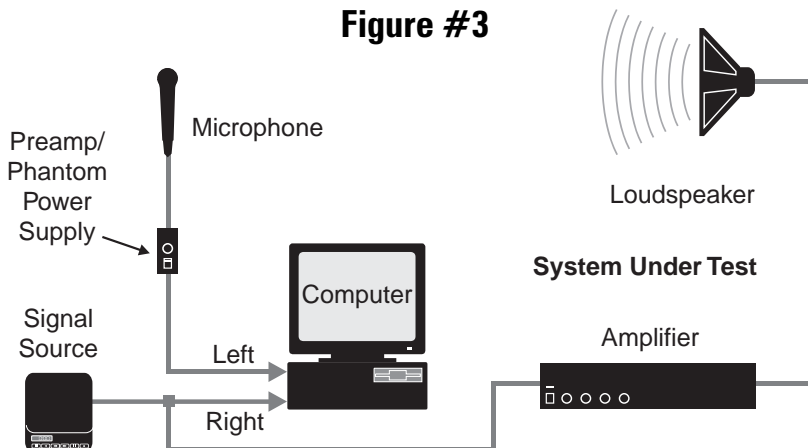 Figure #3
Microphone
Preamp/
Phantom
Power
Supply
Loudspeaker
System Under Test
Computer
Signal
Source
Left
Right
Amplifier